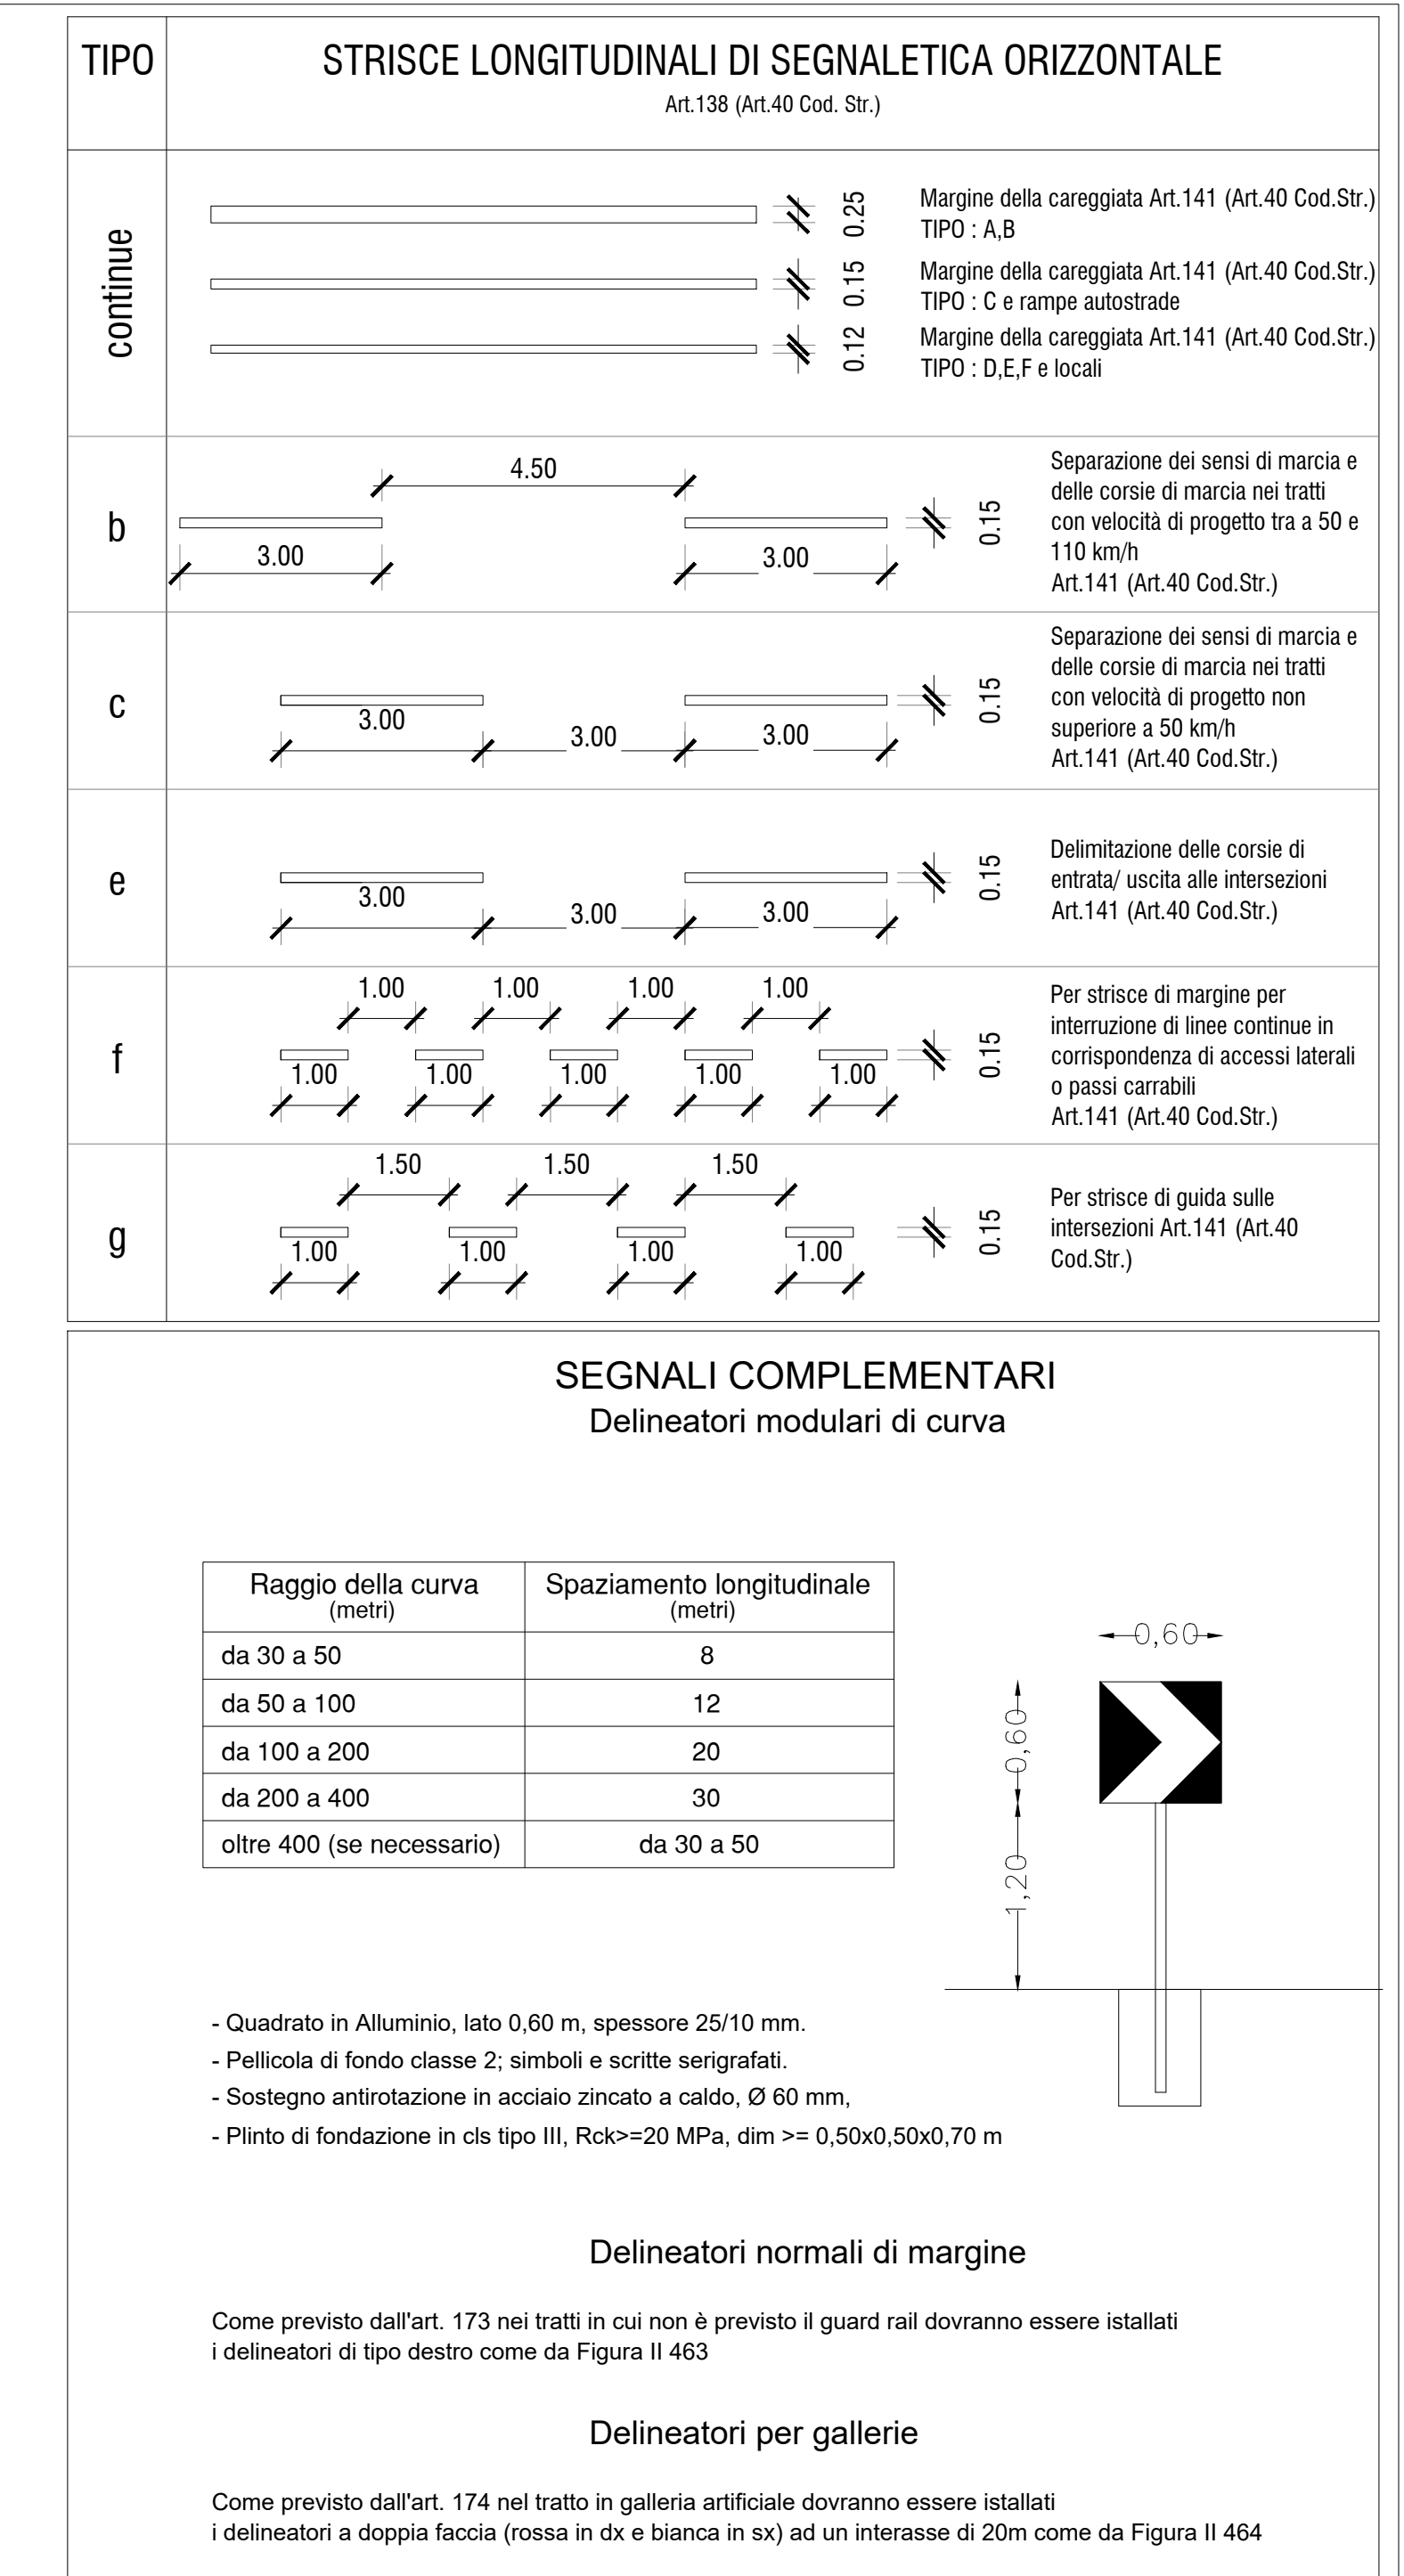 TIPO
STRISCE LONGITUDINALI DI SEGNALETICA ORIZZONTALE
Art.138 (Art.40 Cod. Str.)
continue
0.25
Margine della careggiata Art.141 (Art.40 Cod.Str.)
TIPO : A,B
0.15
Margine della careggiata Art.141 (Art.40 Cod.Str.)
TIPO : C e rampe autostrade
0.12
Margine della careggiata Art.141 (Art.40 Cod.Str.)
TIPO : D,E,F e locali
b
4.50
3.00
3.00
0.15
Separazione dei sensi di marcia e
delle corsie di marcia nei tratti
con velocità di progetto tra a 50 e
110 km/h
Art.141 (Art.40 Cod.Str.)
c
3.00
3.00
3.00
0.15
Separazione dei sensi di marcia e
delle corsie di marcia nei tratti
con velocità di progetto non
superiore a 50 km/h
Art.141 (Art.40 Cod.Str.)
e
3.00
3.00
3.00
0.15
Delimitazione delle corsie di
entrata/ uscita alle intersezioni
Art.141 (Art.40 Cod.Str.)
f
1.00 1.00 1.00 1.00
1.00 1.00 1.00 1.00 1.00
0.15
Per strisce di margine per
interruzione di linee continue in
corrispondenza di accessi laterali
o passi carrabili
Art.141 (Art.40 Cod.Str.)
g
1.50 1.50 1.50
1.00 1.00 1.00 1.00
0.15
Per strisce di guida sulle
intersezioni Art.141 (Art.40
Cod.Str.)
SEGNALI COMPLEMENTARI
Delineatori modulari di curva
Raggio della curva
(metri)
Spaziamento longitudinale
(metri)
da 30 a 50 8
da 50 a 100 12
da 100 a 200 20
da 200 a 400 30
oltre 400 (se necessario) da 30 a 50
0,60
0,60
1,20
- Quadrato in Alluminio, lato 0,60 m, spessore 25/10 mm.
- Pellicola di fondo classe 2; simboli e scritte serigrafati.
- Sostegno antirotazione in acciaio zincato a caldo, Ø 60 mm,
- Plinto di fondazione in cls tipo III, Rck>=20 MPa, dim >= 0,50x0,50x0,70 m
Delineatori normali di margine
Come previsto dall'art. 173 nei tratti in cui non è previsto il guard rail dovranno essere istallati
i delineatori di tipo destro come da Figura II 463
Delineatori per gallerie
Come previsto dall'art. 174 nel tratto in galleria artificiale dovranno essere istallati
i delineatori a doppia faccia (rossa in dx e bianca in sx) ad un interasse di 20m come da Figura II 464